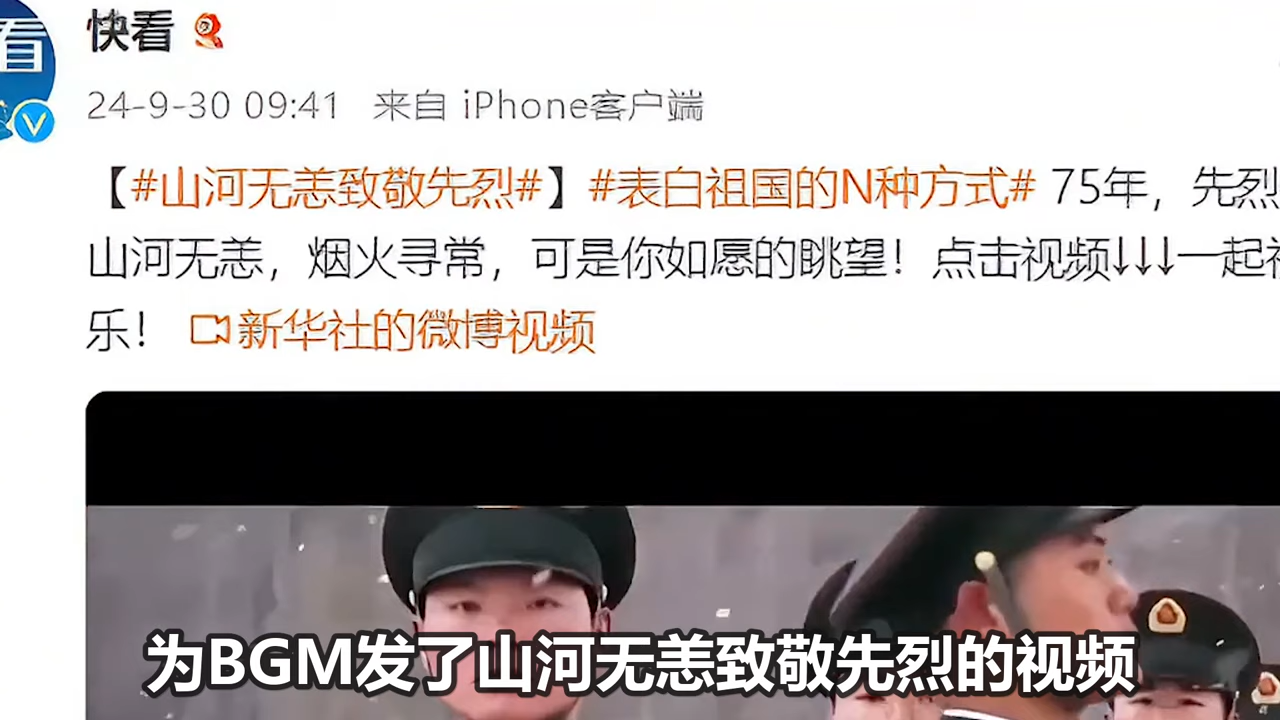 看
快看
24-9-30 09:41 来自 iPhone客户端
【#山河无恙致敬先烈#】#表白祖国的N种方式# 75年，先烈
山河无恙，烟火寻常，可是你如愿的眺望！点击视频↓↓↓一起
乐！ 新华社的微博视频
为BGM发了山河无恙致敬先烈的视频